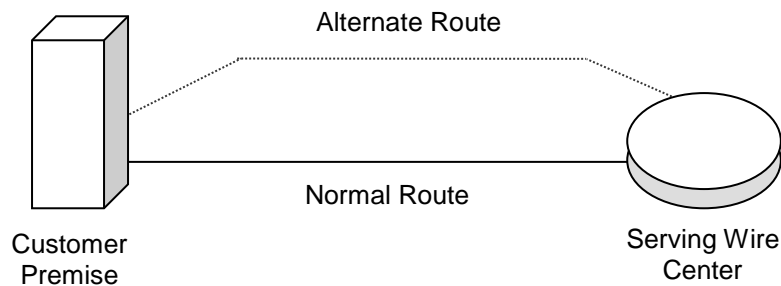 Alternate Route
Normal Route
Customer
Premise
Serving Wire
Center